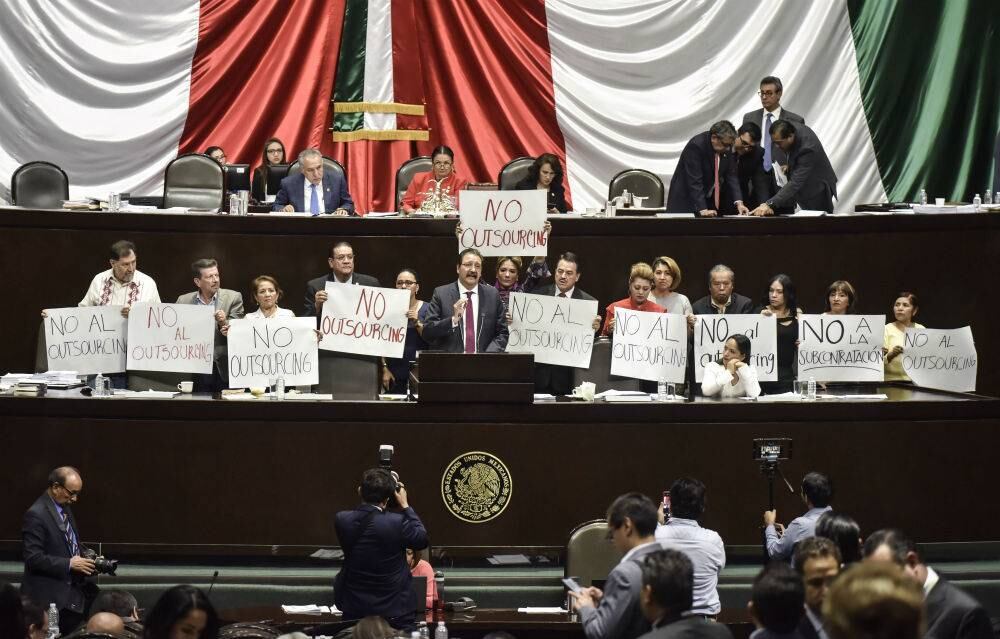 NO
OUTSOURCING
NO AL
OUTSOURCING
NO
AL
OUTSOURCING
NO
OUTSOURCING
NO
OUTSOURCING
NO AL
OUTSOURCING
NO AL
OUTSOURCING
NO AL
outsourcing
NO A LA
SUBCONTRATACIÓN
NO AL
OUTSOURCING
ESTADOS UNIDOS MEXICANOS